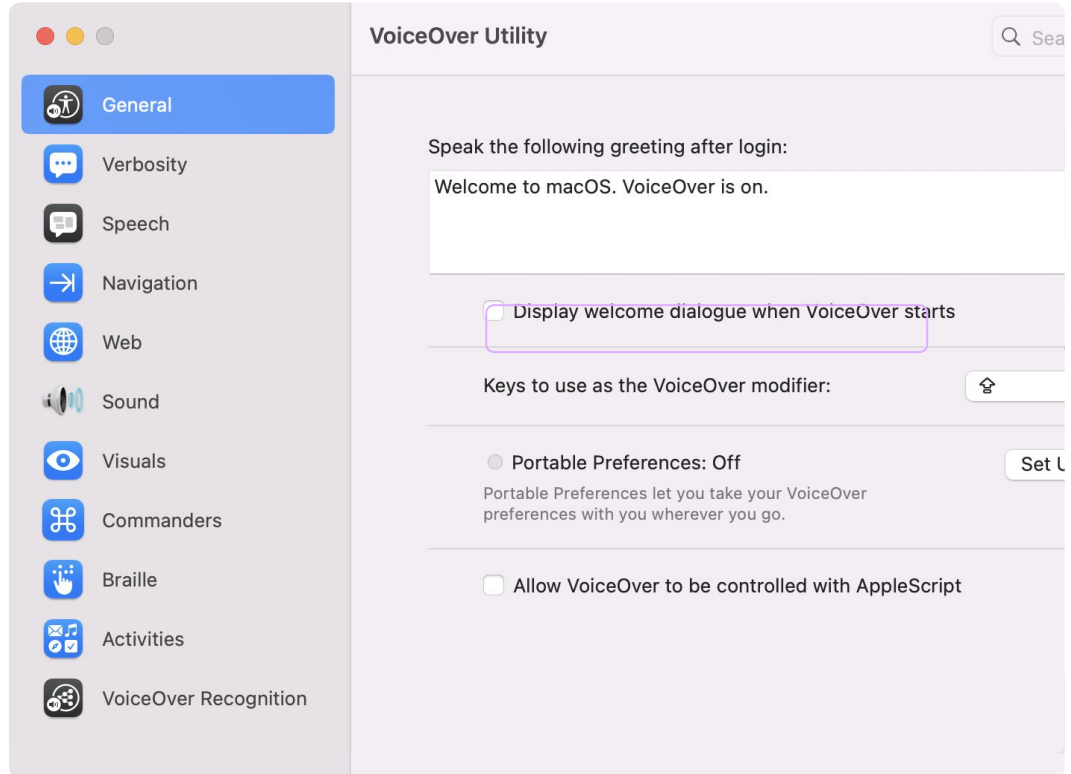 VoiceOver Utility
Sea
General
Verbosity
Speech
Navigation
Web
Sound
Visuals
Commanders
Braille
Activities
VoiceOver Recognition
Speak the following greeting after login:
Welcome to macOS. VoiceOver is on.
Display welcome dialogue when VoiceOver starts
Keys to use as the VoiceOver modifier:
Portable Preferences: Off
Set U
Portable Preferences let you take your VoiceOver
preferences with you wherever you go.
Allow VoiceOver to be controlled with AppleScript